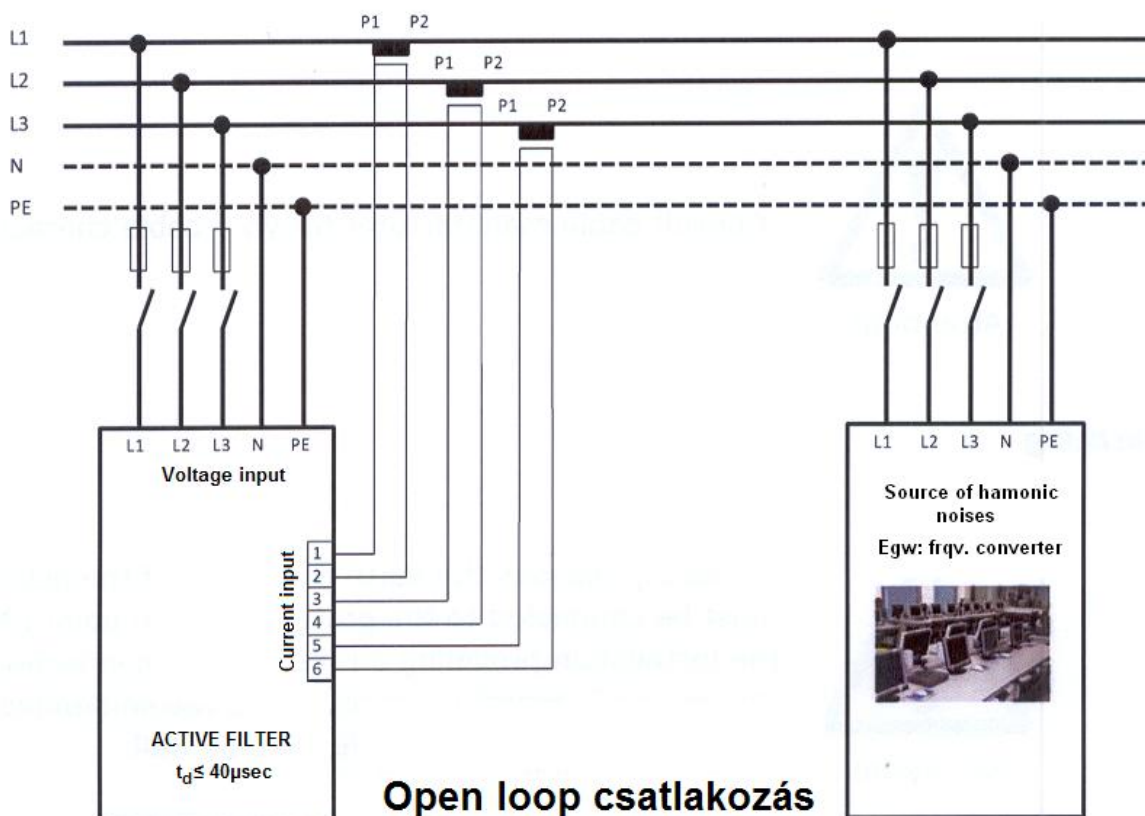 P1 P2
L1
P1 P2
L2
P1 P2
L3
N
PE
L1 L2 L3 N PE
Voltage input
Current input
1
2
3
4
5
6
ACTIVE FILTER
td≤ 40µsec
L1 L2 L3 N PE
Source of hamonic
noises
Egw: frqv. converter
Open loop csatlakozás